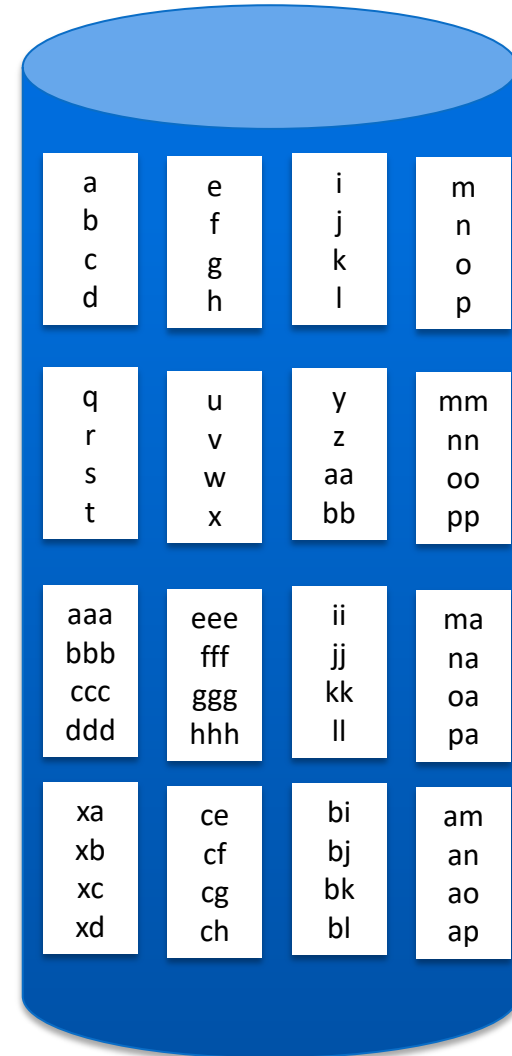 a
b
c
d
e
f
g
h
i
j
k
l
m
n
o
p
q
r
s
t
u
v
w
x
y
z
aa
bb
mm
nn
oo
pp
aaa
bbb
ccc
ddd
eee
fff
ggg
hhh
ii
jj
kk
ll
ma
na
oa
pa
xa
xb
xc
xd
ce
cf
cg
ch
bi
bj
bk
bl
am
an
ao
ap